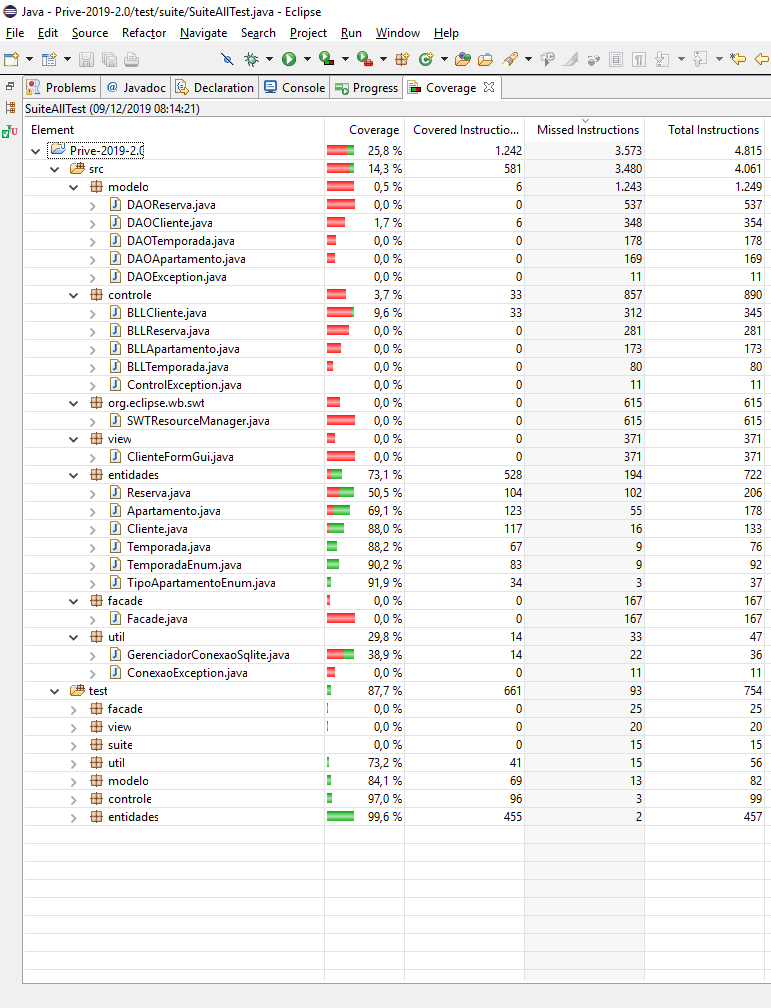 Java - Prive-2019-2.0/test/suite/SuiteAllTest.java - Eclipse
File Edit Source Refactor Navigate Search Project Run Window Help
Problems @ Javadoc Declaration Console Progress Coverage
SuiteAllTest (09/12/2019 08:14:21)
Element Coverage Covered Instructio... Missed Instructions Total Instructions
Prive-2019-2.0 25,8 % 1.242 3.573 4.815
src 14,3 % 581 3.480 4.061
modelo 0,5 % 6 1.243 1.249
DAOReserva.java 0,0 % 0 537 537
DAOCliente.java 1,7 % 6 348 354
DAOTemporada.java 0,0 % 0 178 178
DAOApartamento.java 0,0 % 0 169 169
DAOException.java 0,0 % 0 11 11
controle 3,7 % 33 857 890
BLLCliente.java 9,6 % 33 312 345
BLLReserva.java 0,0 % 0 281 281
BLLApartamento.java 0,0 % 0 173 173
BLLTemporada.java 0,0 % 0 80 80
ControlException.java 0,0 % 0 11 11
org.eclipse.wb.swt 0,0 % 0 615 615
SWTResourceManager.java 0,0 % 0 615 615
view 0,0 % 0 371 371
ClienteFormGui.java 0,0 % 0 371 371
entidades 73,1 % 528 194 722
Reserva.java 50,5 % 104 102 206
Apartamento.java 69,1 % 123 55 178
Cliente.java 88,0 % 117 16 133
Temporada.java 88,2 % 67 9 76
TemporadaEnum.java 90,2 % 83 9 92
TipoApartamentoEnum.java 91,9 % 34 3 37
facade 0,0 % 0 167 167
Facade.java 0,0 % 0 167 167
util 29,8 % 14 33 47
GerenciadorConexaoSqlite.java 38,9 % 14 22 36
ConexaoException.java 0,0 % 0 11 11
test 87,7 % 661 93 754
facade 0,0 % 0 25 25
view 0,0 % 0 20 20
suite 0,0 % 0 15 15
util 73,2 % 41 15 56
modelo 84,1 % 69 13 82
controle 97,0 % 96 3 99
entidades 99,6 % 455 2 457